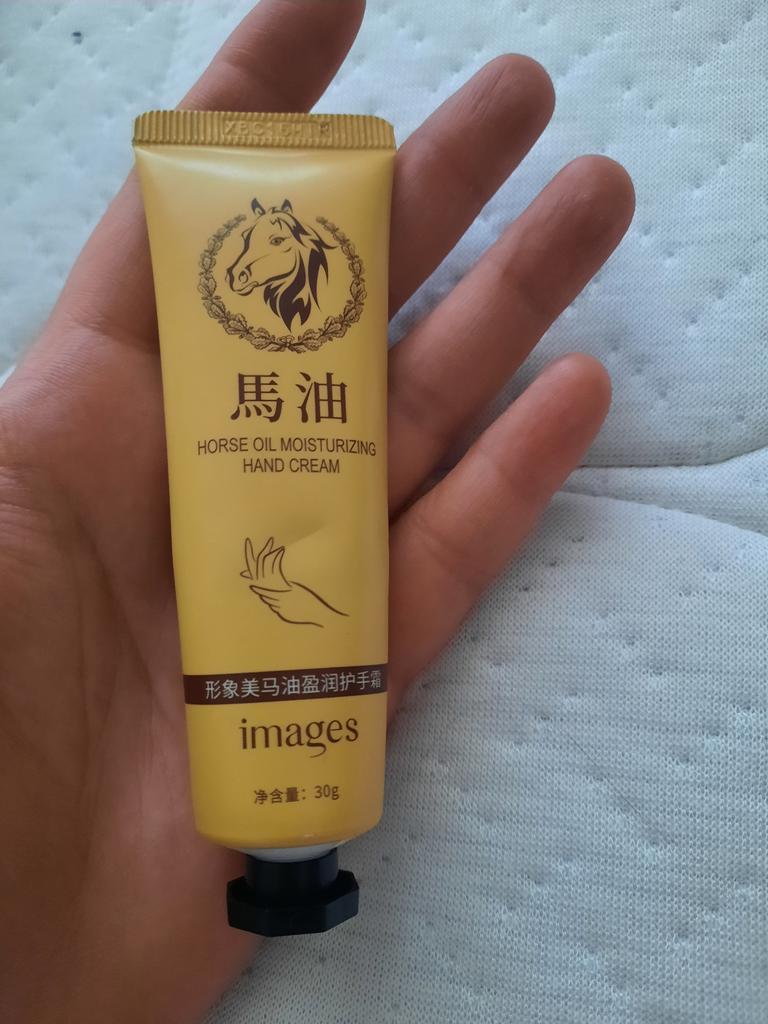 馬油
HORSE OIL MOISTURIZING
HAND CREAM
形象美马油盈润护手霜
images
净含量：30g